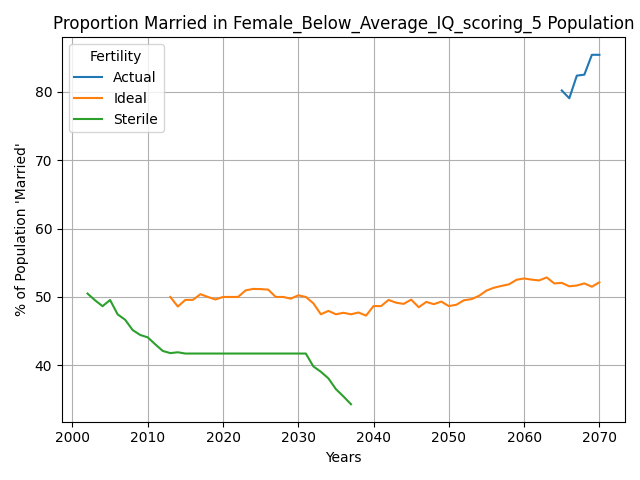 Proportion Married in Female_Below_Average_IQ_scoring_5 Population
Fertility
Actual
Ideal
Sterile
% of Population 'Married'
80
70
60
50
40
2000 2010 2020 2030 2040 2050 2060 2070
Years